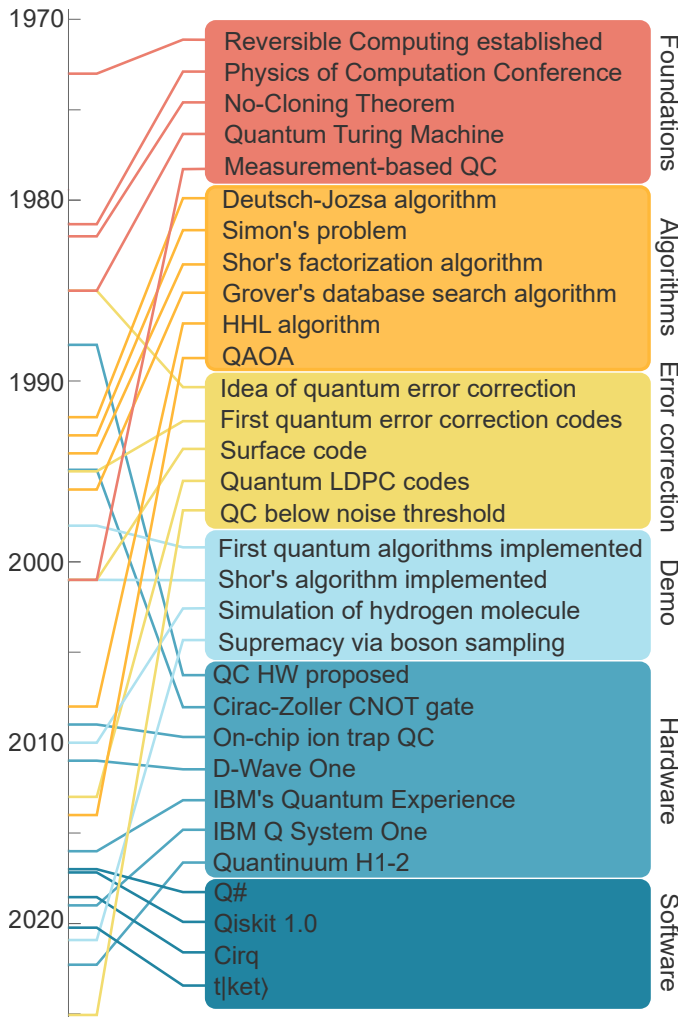 1970
1980
1990
2000
2010
2020
Reversible Computing established
Physics of Computation Conference
No-Cloning Theorem
Quantum Turing Machine
Measurement-based QC
Foundations
Deutsch-Jozsa algorithm
Simon's problem
Shor's factorization algorithm
Grover's database search algorithm
HHL algorithm
QAOA
Algorithms
Idea of quantum error correction
First quantum error correction codes
Surface code
Quantum LDPC codes
QC below noise threshold
Error correction
First quantum algorithms implemented
Shor's algorithm implemented
Simulation of hydrogen molecule
Supremacy via boson sampling
Demo
QC HW proposed
Cirac-Zoller CNOT gate
On-chip ion trap QC
D-Wave One
IBM's Quantum Experience
IBM Q System One
Quantinuum H1-2
Hardware
Q#
Qiskit 1.0
Cirq
t|ket⟩
Software